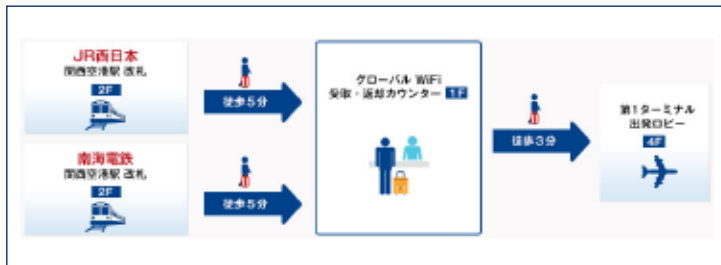 JR西日本
関西空港駅 改札
2F
徒歩5分
南海電鉄
関西空港駅 改札
2F
徒歩5分
グローバル WiFi
受取・返却カウンター 1F
徒歩3分
第1ターミナル
出発ロビー
4F